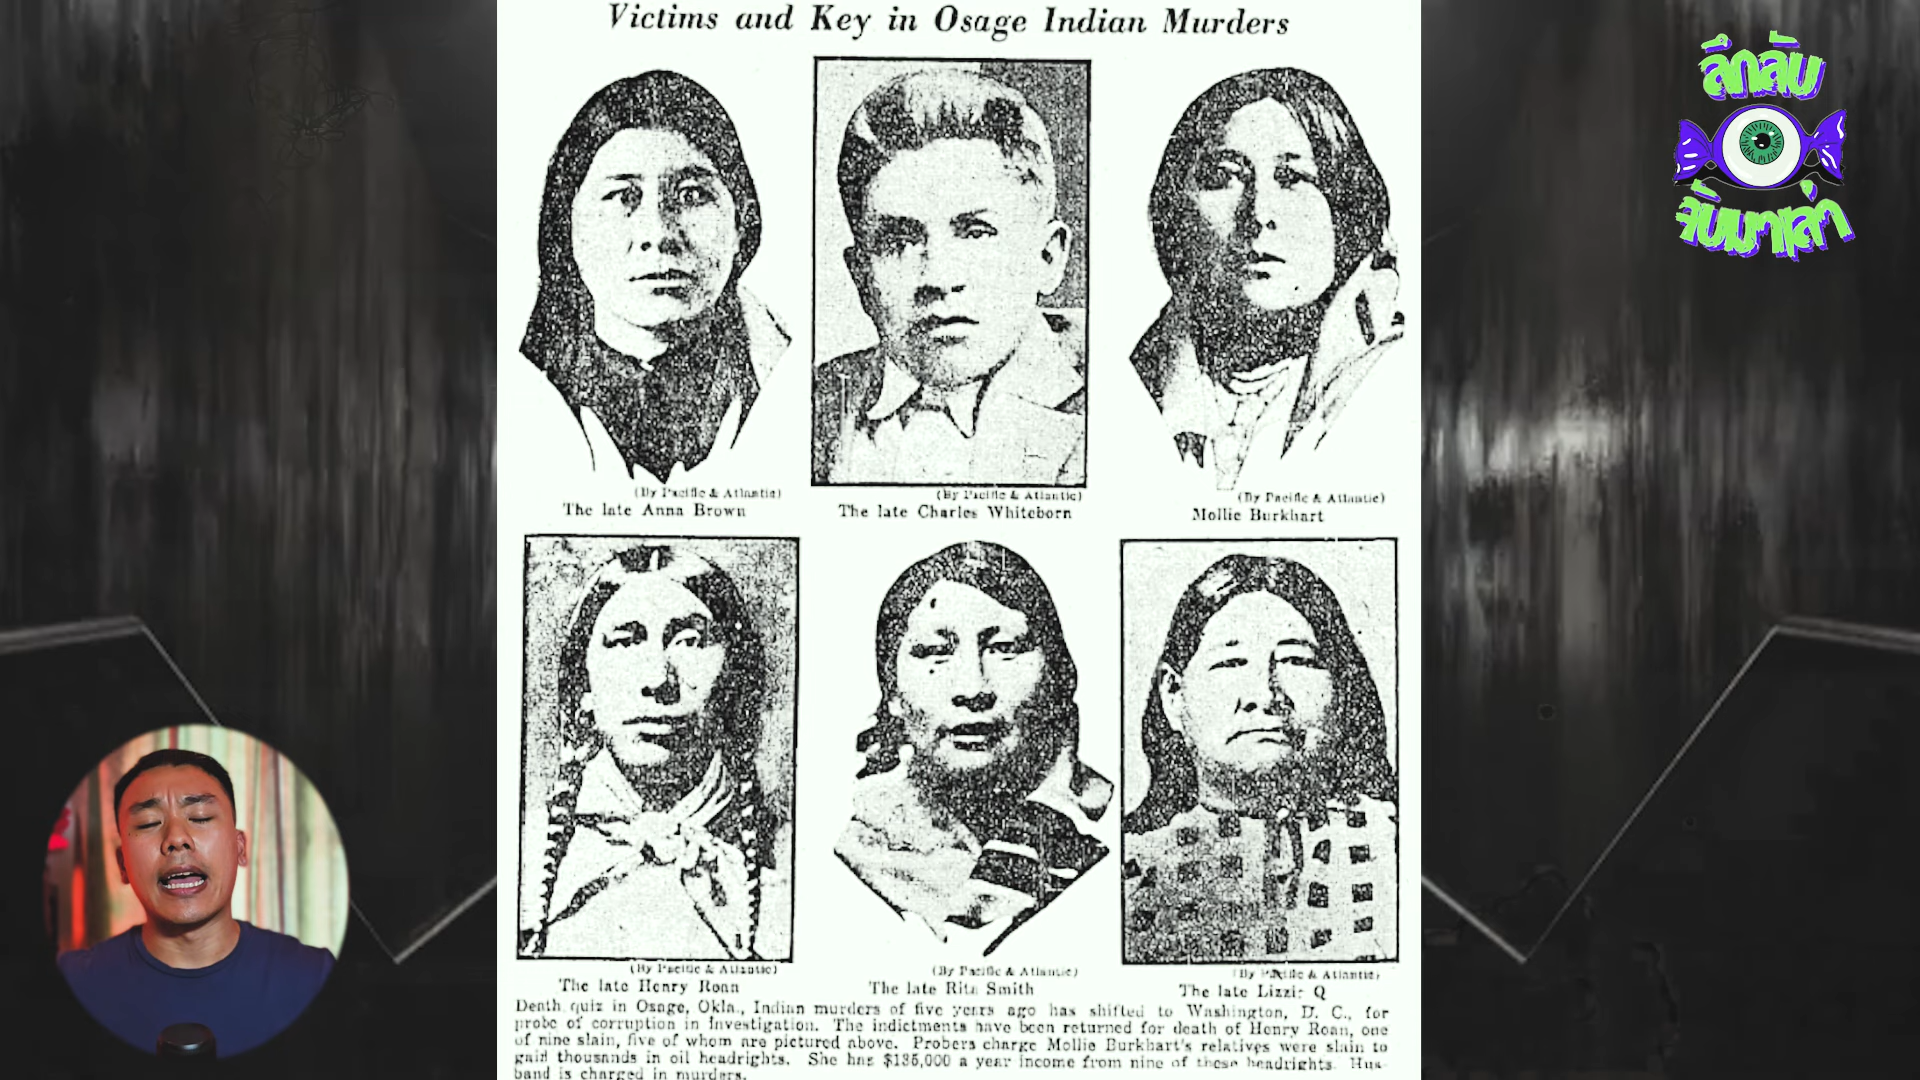 Victims and Key in Osage Indian Murders
ลึกลับ
จับมาเล่า
(By Pacific & Atlantic)
The late Anna Brown
(By Pacific & Atlantic)
The late Charles Whitehorn
(By Pacific & Atlantic)
Mollie Burkhart
(By Pacific & Atlantic)
The late Henry Roan
(By Pacific & Atlantic)
The late Rita Smith
(By Pacific & Atlantic)
The late Lizzie Q
Death quiz in Osage, Okla., Indian murders of five years ago has shifted to Washington, D. C., for
probe of corruption in investigation. The indictments have been returned for death of Henry Roan, one
of nine slain, five of whom are pictured above. Probers charge Mollie Burkhart's relatives were slain to
gain thousands in oil headrights. She has $135,000 a year income from nine of these headrights. Hus-
band is charged in murders.